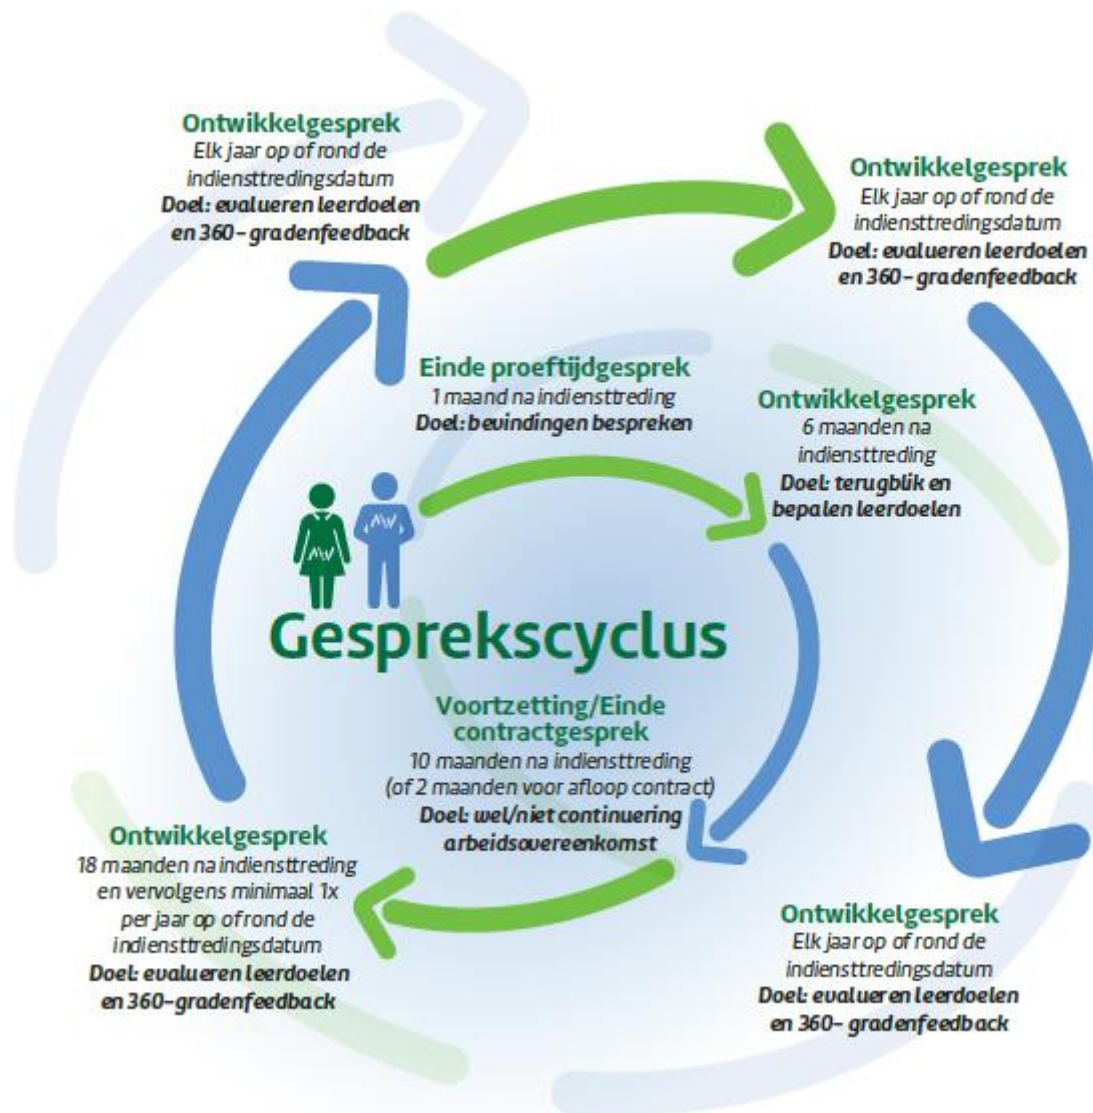 Ontwikkelgesprek
Elk jaar op of rond de
indiensttredingsdatum
Doel: evalueren leerdoelen
en 360- gradenfeedback
Ontwikkelgesprek
Elk jaar op of rond de
indiensttredingsdatum
Doel: evalueren leerdoelen
en 360- gradenfeedback
Einde proeftijdgesprek
1 maand na indiensttreding
Doel: bevindingen bespreken
Ontwikkelgesprek
6 maanden na
indiensttreding
Doel: terugblik en
bepalen leerdoelen
Gesprekscyclus
Voortzetting/Einde
contractgesprek
10 maanden na indiensttreding
(of 2 maanden voor afloop contract)
Doel: wel/niet continuering
arbeidsovereenkomst
Ontwikkelgesprek
18 maanden na indiensttreding
en vervolgens minimaal 1x
per jaar op of rond de
indiensttredingsdatum
Doel: evalueren leerdoelen
en 360-gradenfeedback
Ontwikkelgesprek
Elk jaar op of rond de
indiensttredingsdatum
Doel: evalueren leerdoelen
en 360- gradenfeedback